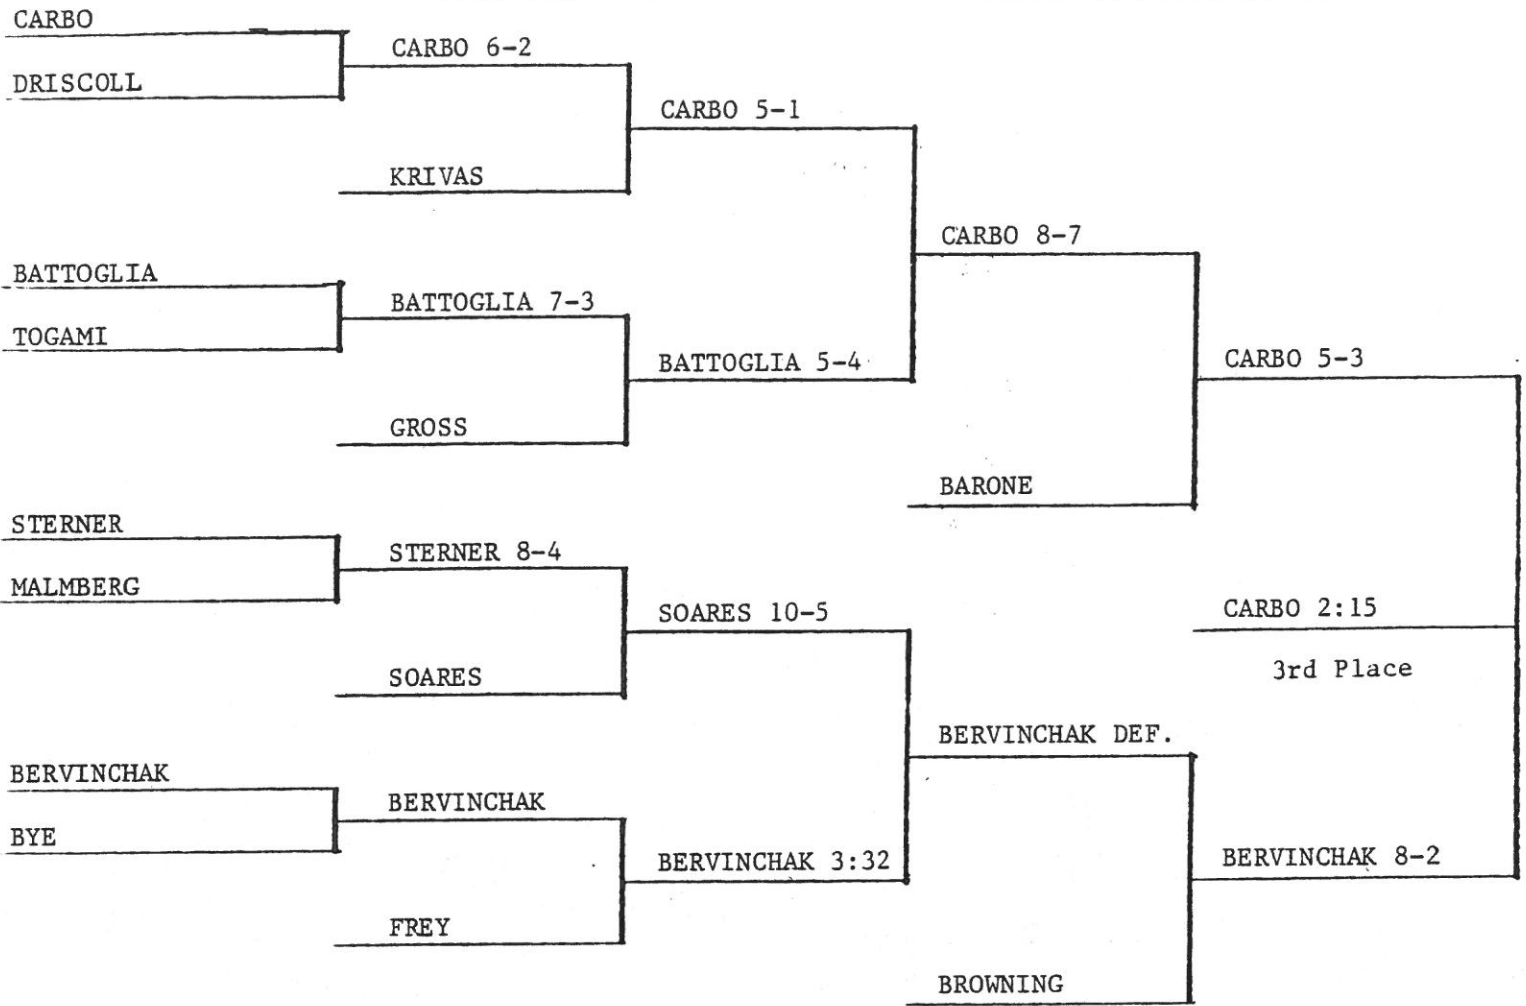 CARBO
DRISCOLL
CARBO 6-2
KRIVAS
CARBO 5-1
BATTOGLIA
TOGAMI
BATTOGLIA 7-3
GROSS
BATTOGLIA 5-4
CARBO 8-7
BARONE
CARBO 5-3
STERNER
MALMBERG
STERNER 8-4
SOARES
SOARES 10-5
BERVINCHAK
BYE
BERVINCHAK
FREY
BERVINCHAK 3:32
BERVINCHAK DEF.
BROWNING
BERVINCHAK 8-2
CARBO 2:15
3rd Place